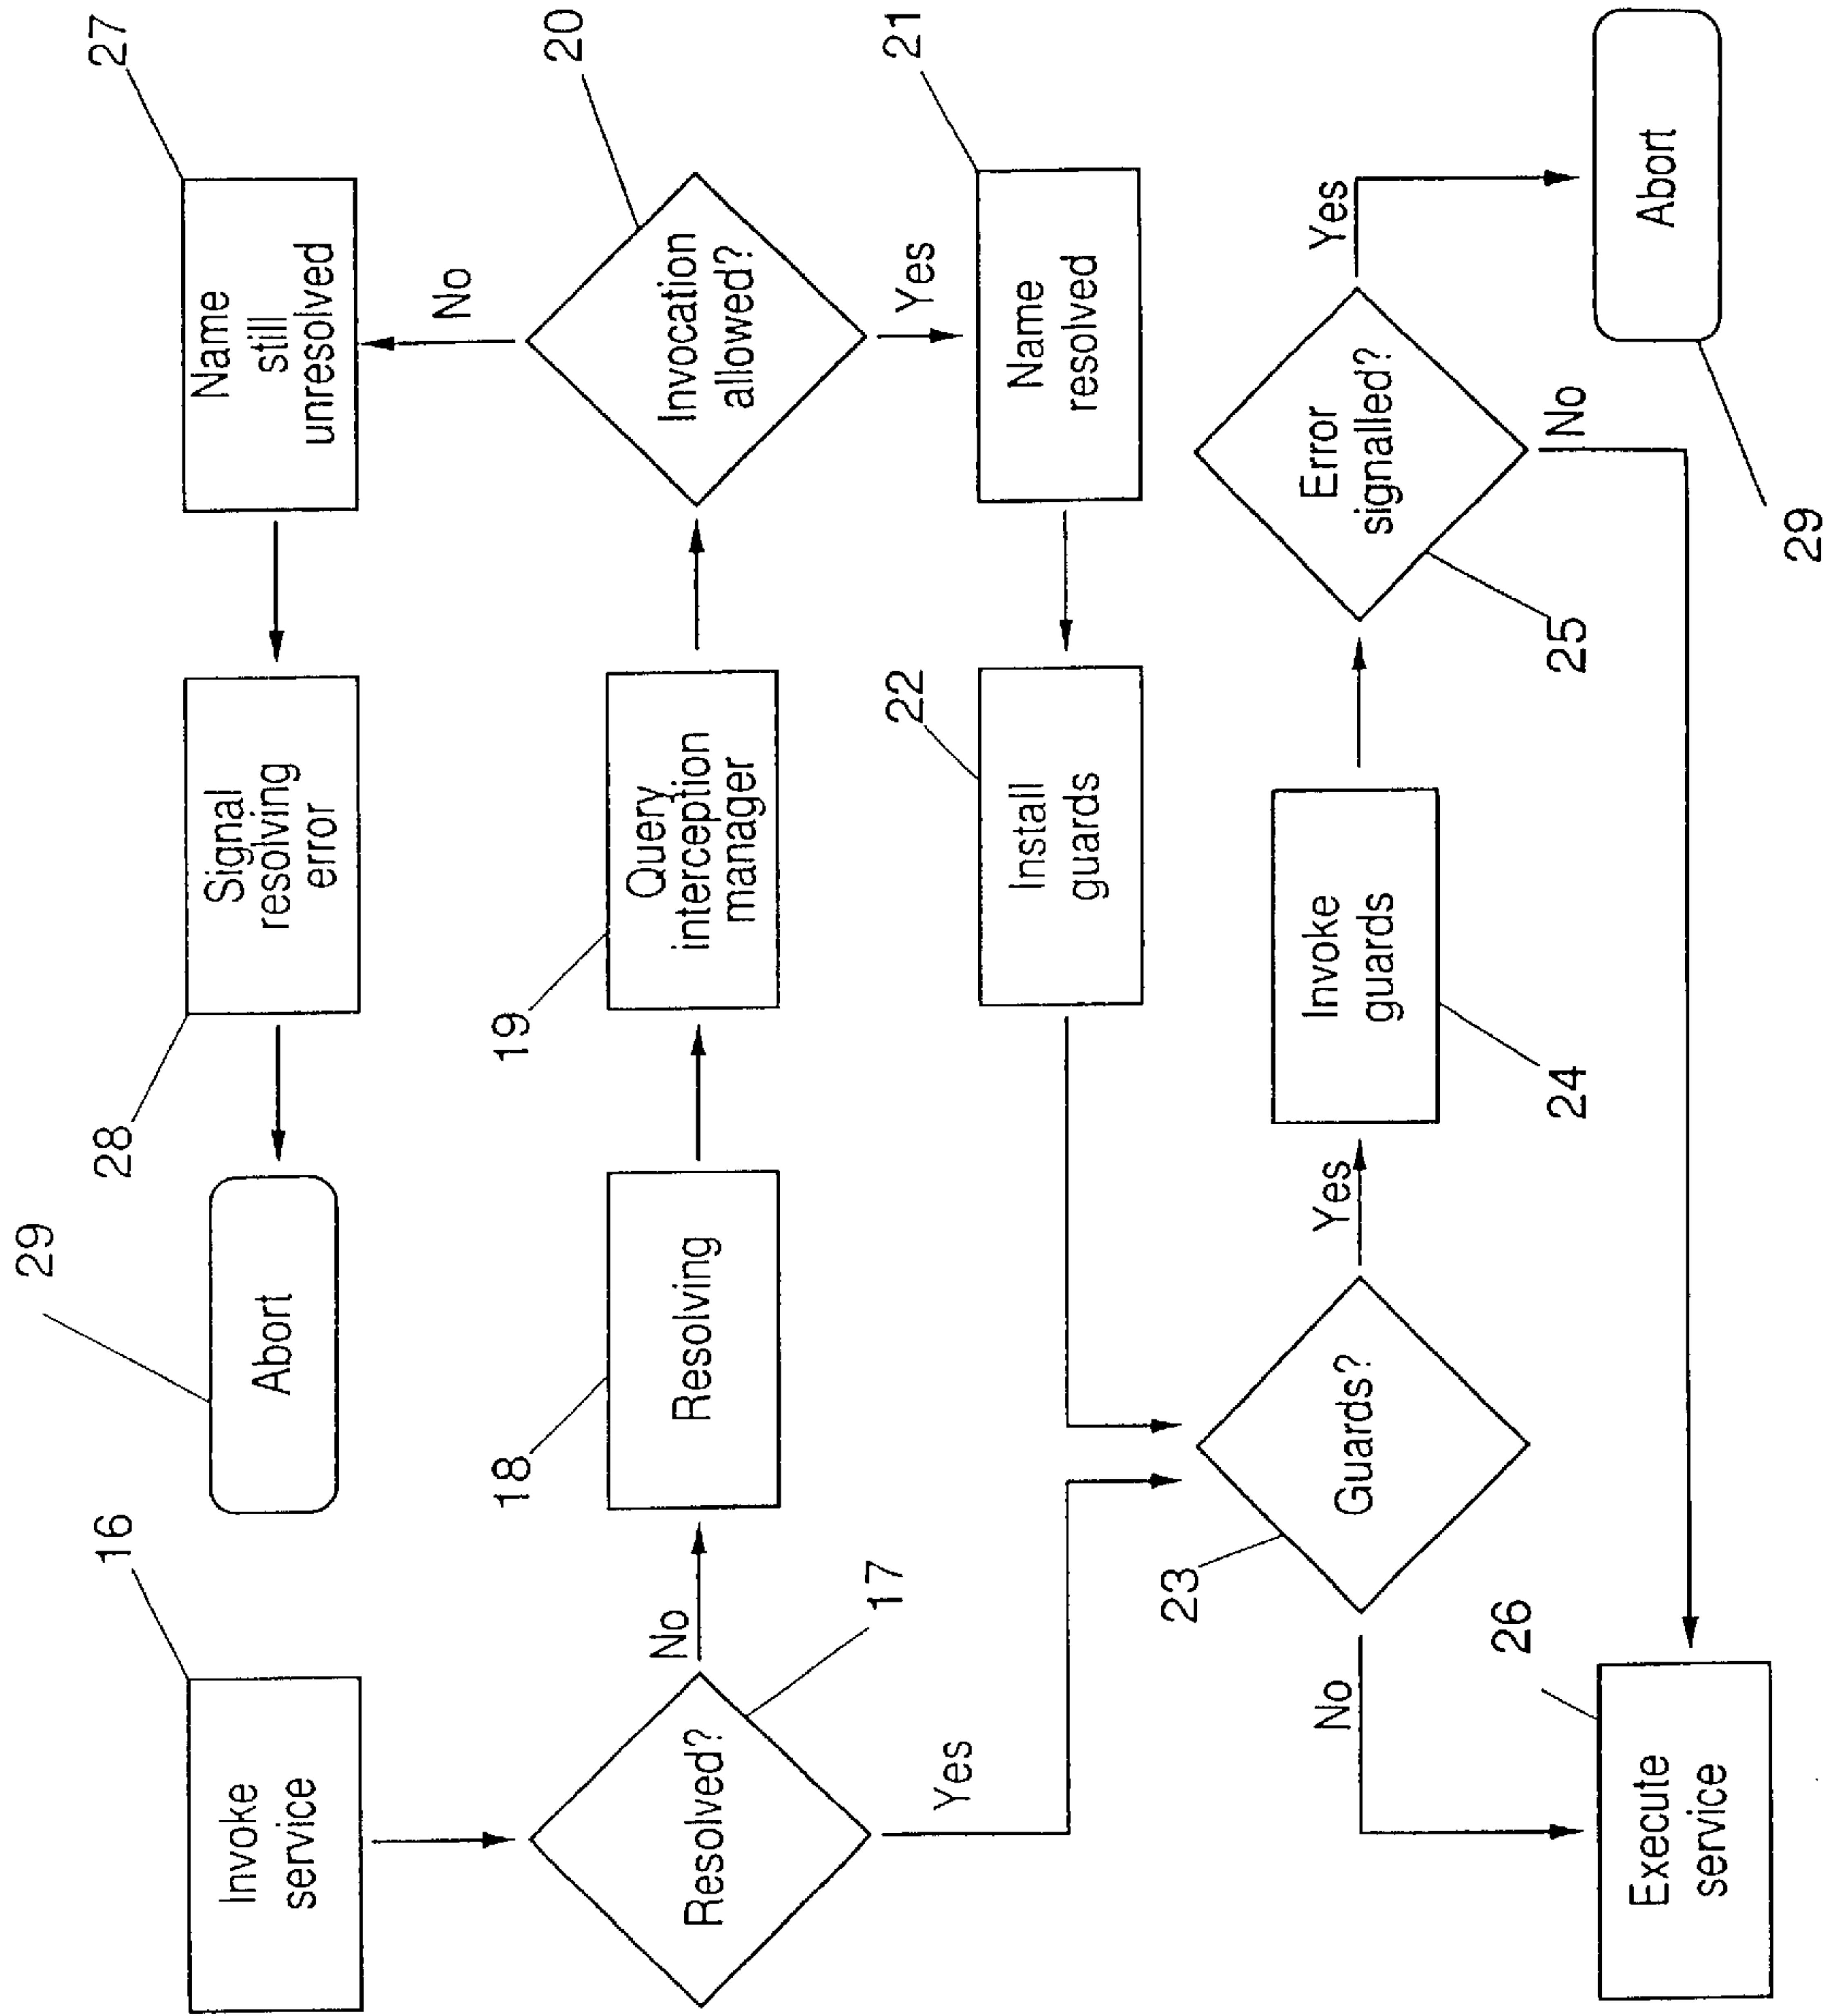 16
Invoke
service
29
Abort
28
Signal
resolving
error
27
Name
still
unresolved
No
20
Invocation
allowed?
19
Query
interception
manager
18
Resolving
No
17
Resolved?
Yes
Yes
21
Name
resolved
22
Install
guards
23
Guards?
Yes
No
24
Invoke
guards
25
Error
signalled?
Yes
No
26
Execute
service
29
Abort